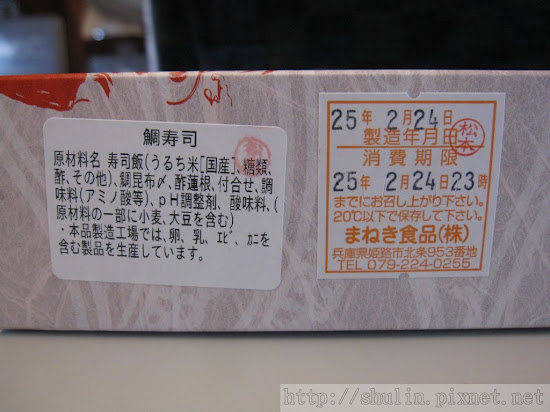 鯛寿司
原材料名 寿司飯(うるち米[国産]、糖類、
酢、その他)、鯛昆布〆、酢蓮根、付合せ、調
味料(アミノ酸等)、pH調整剤、酸味料、(
原材料の一部に小麦、大豆を含む)
・本品製造工場では、卵、乳、ｴﾋﾞ、ｶﾆを
含む製品を生産しています。
25年 2月24日
製造年月日
松本
消費期限
25年 2月24日23時
までにお召し上がり下さい。
20℃以下で保存して下さい。
まねき食品(株)
兵庫県姫路市北条953番地
TEL 079-224-0255
http://shulin.pixnet.net